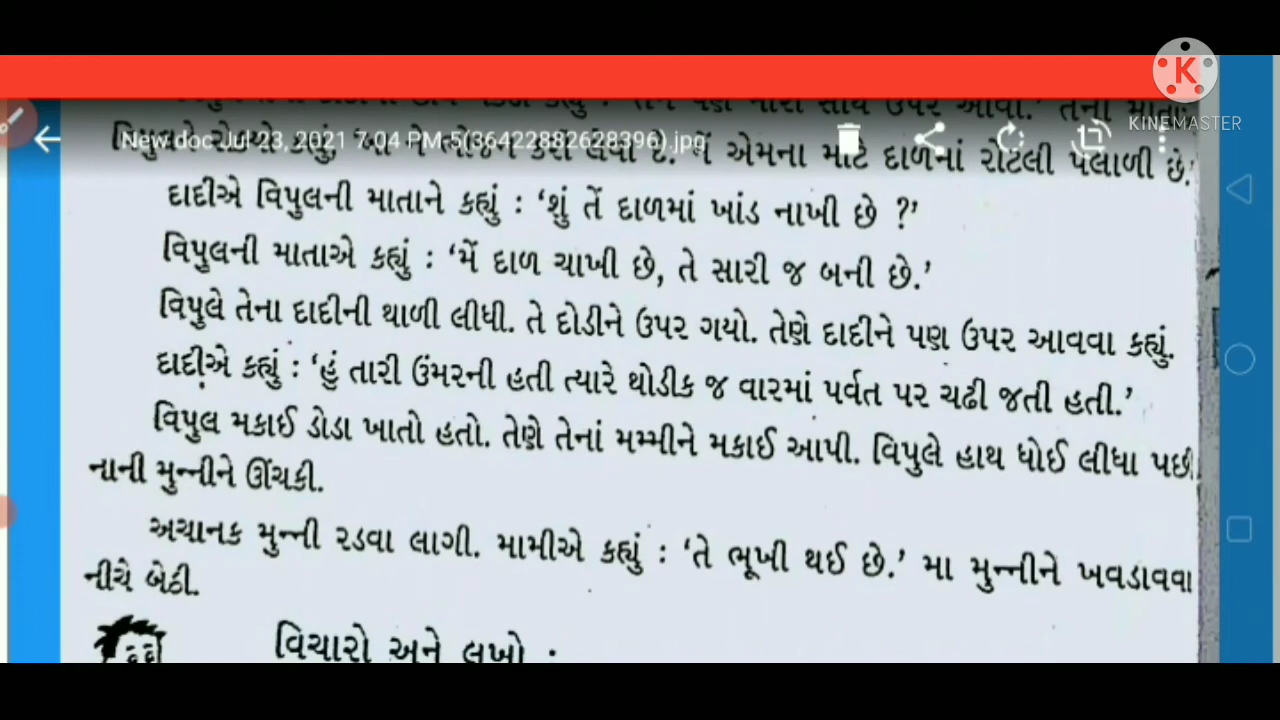 KINEMASTER
New doc Jul 23, 2021 7:04 PM-5(364228826283​96).jpg
એમના માટે દાળનાં રોટલી પલાળી છે.'
દાદીએ વિપુલની માતાને કહ્યું : 'શું તેં દાળમાં ખાંડ નાખી છે ?'
વિપુલની માતાએ કહ્યું : 'મેં દાળ ચાખી છે, તે સારી જ બની છે.'
વિપુલે તેના દાદીની થાળી લીધી. તે દોડીને ઉપર ગયો. તેણે દાદીને પણ ઉપર આવવા કહ્યું.
દાદીએ કહ્યું : 'હું તારી ઉંમરની હતી ત્યારે થોડીક જ વારમાં પર્વત પર ચઢી જતી હતી.'
વિપુલ મકાઈ ડોડા ખાતો હતો. તેણે તેનાં મમ્મીને મકાઈ આપી. વિપુલે હાથ ધોઈ લીધા પછી
નાની મુન્નીને ઊંચકી.
અચાનક મુન્ની રડવા લાગી. મામીએ કહ્યું : 'તે ભૂખી થઈ છે.' મા મુન્નીને ખવડાવવા
નીચે બેઠી.
વિચારો અને લખો :